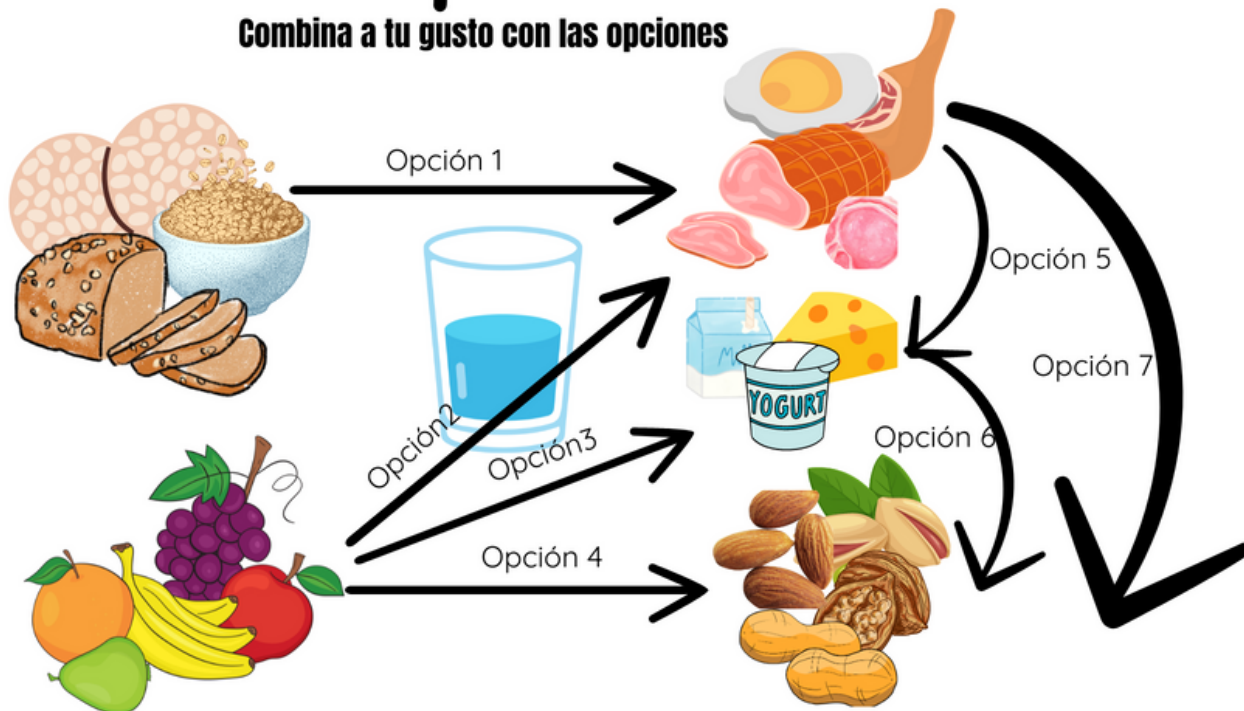 Combina a tu gusto con las opciones
Opción 1
Opción 5
Opción 7
Opción2
Opción3
Opción 6
YOGURT
Opción 4